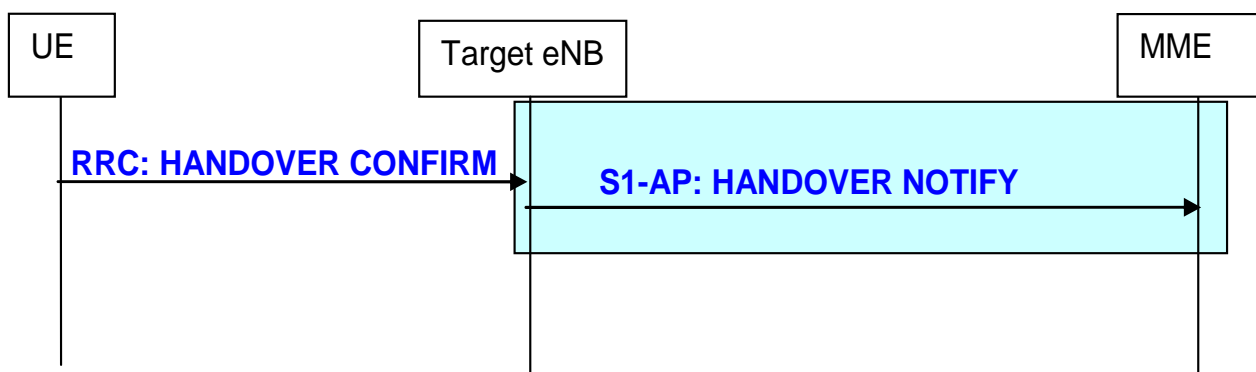 UE
Target eNB
MME
RRC: HANDOVER CONFIRM
S1-AP: HANDOVER NOTIFY